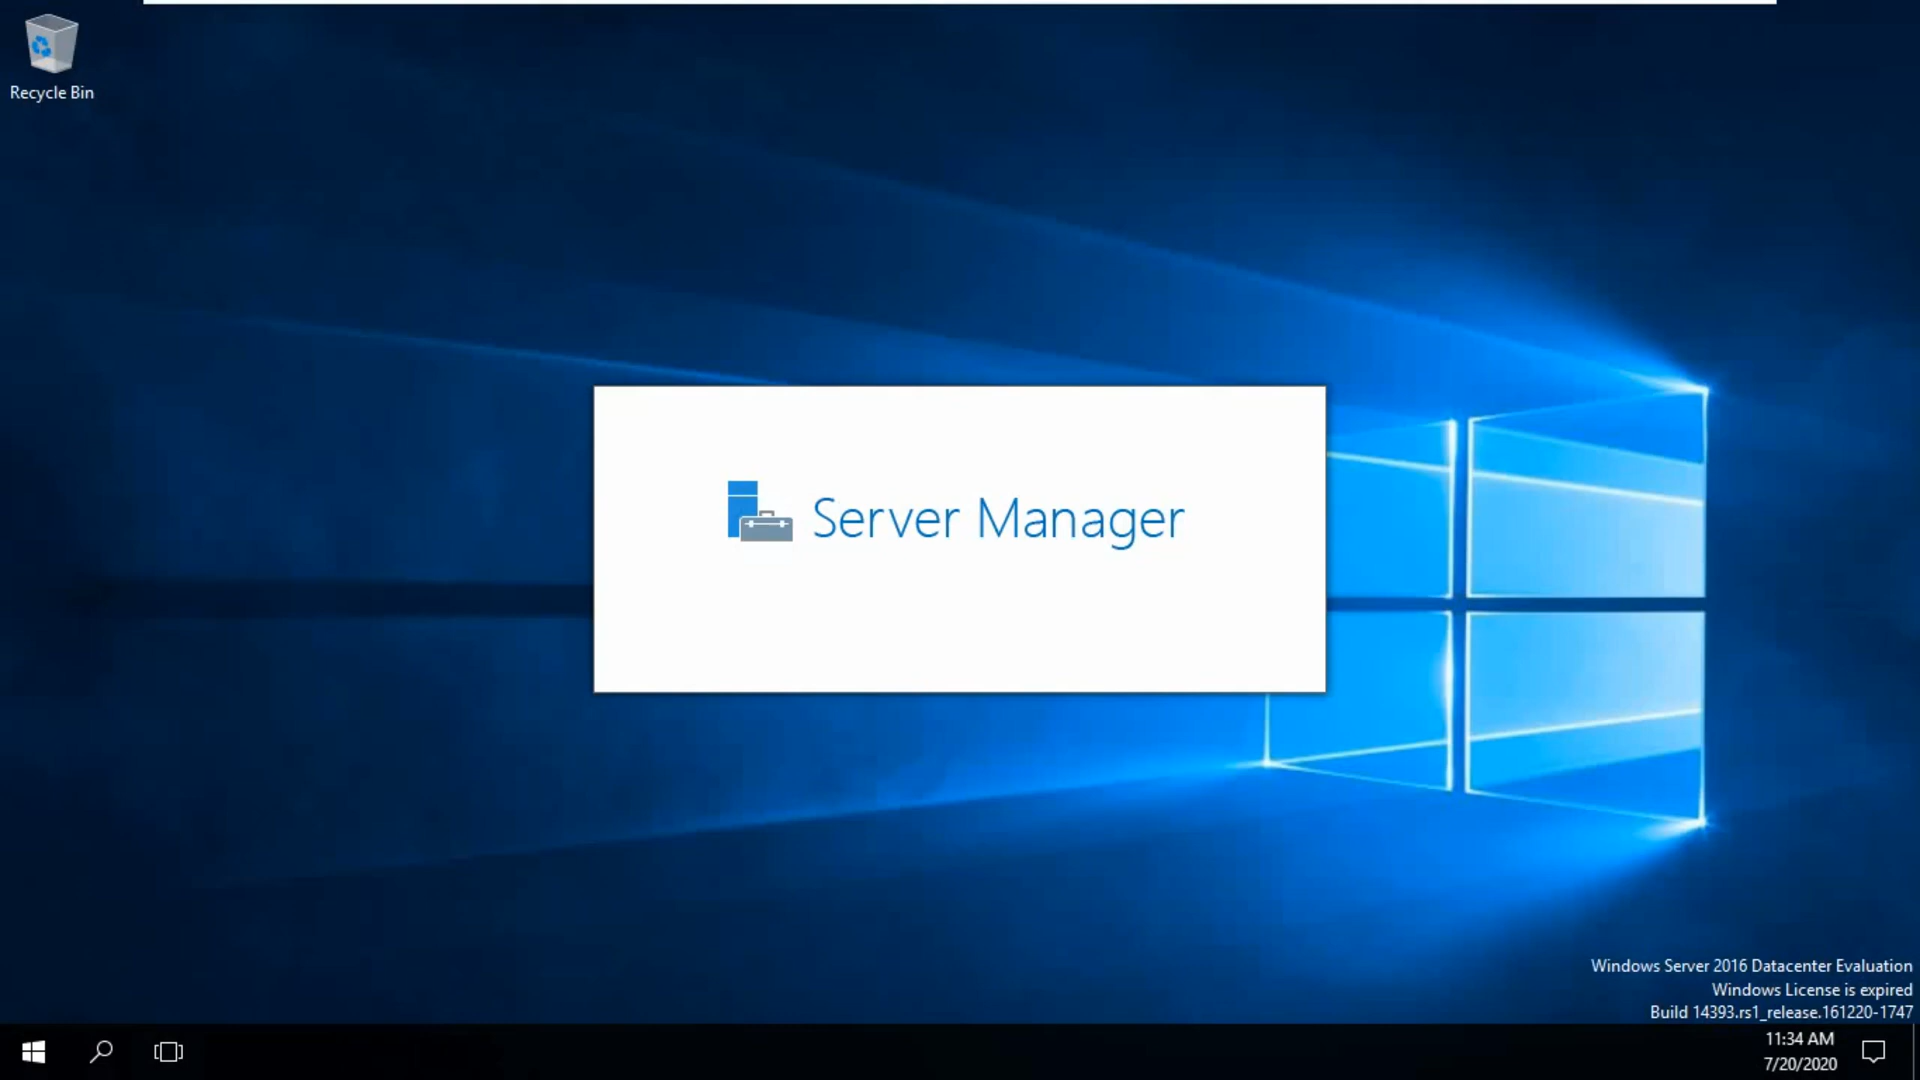 Recycle Bin
Server Manager
Windows Server 2016 Datacenter Evaluation
Windows License is expired
Build 14393.rs1_release.161220-1747
11:34 AM
7/20/2020